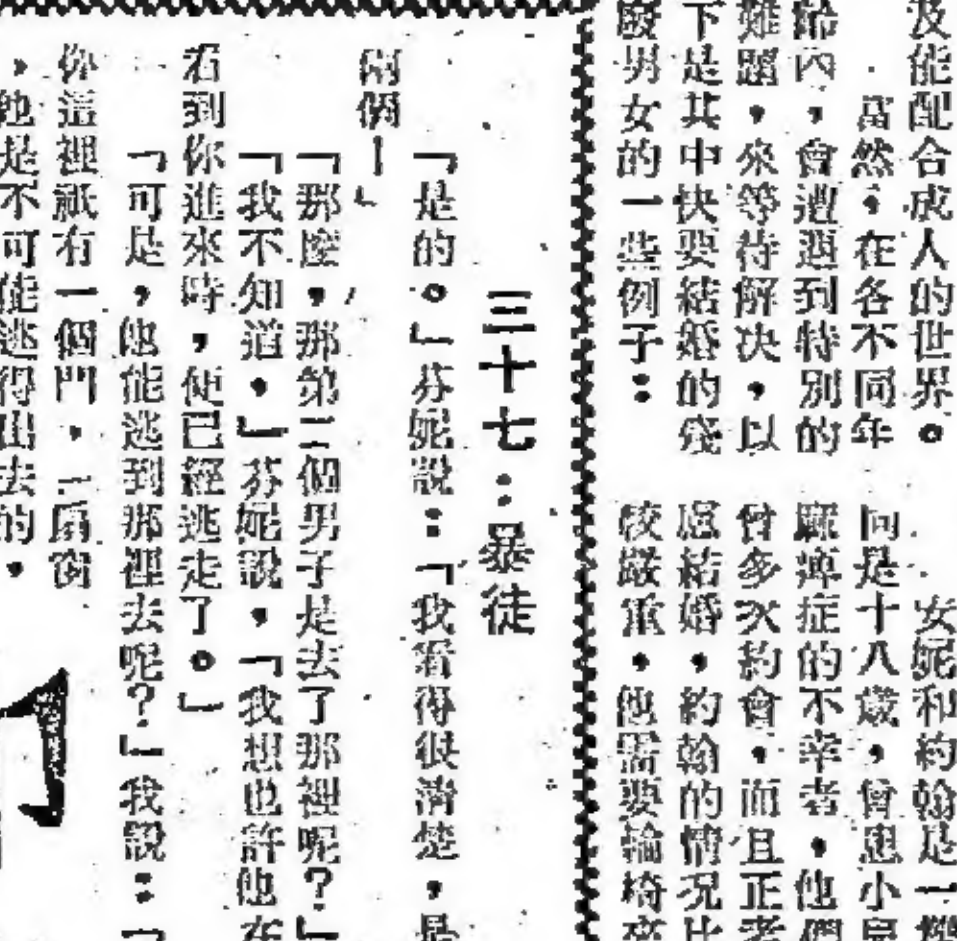 及能配合成人的世界。
當然，在各不同年
齡內，會遭遇到特別的
難題，來等待解決，以
下是其中快要結婚的殘
廢男女的一些例子：
女妮和約翰是一
同是十八歲，曾患小兒
麻痺症的不幸者，他們
曾多次約會，而且正考
慮結婚，約翰的情況比
較嚴重，他需要輪椅
三十七：暴徒
「是的。」芬妮說：「我看得很清楚，是
兩個—」
「那麼，那第二個男子是去了那裡呢？」
「我不知道，」芬妮說，「我想也許他在
看到你進來時，便已經逃走了。」
「可是，他能逃到那裡去呢？」我說：「
你這裡祇有一個門，一扇窗
，他是不可能逃得出去的，